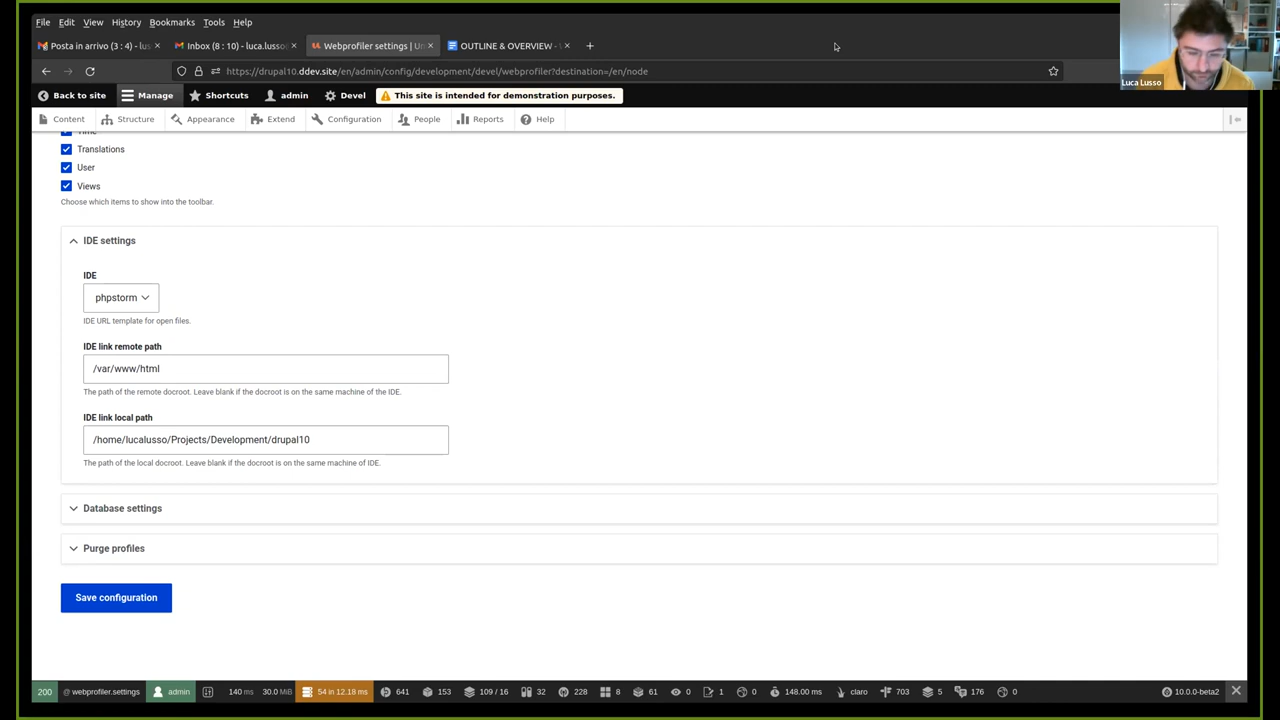 File Edit View History Bookmarks Tools Help
Posta in arrivo (3 : 4) - lus
Inbox (8 : 10) - luca.lusso
Webprofiler settings | Un
OUTLINE & OVERVIEW -
https://drupal10.ddev.site/en/admin/config/development/devel/webprofiler?destination=/en/node
Luca Lusso
Back to site Manage Shortcuts admin Devel This site is intended for demonstration purposes.
Content Structure Appearance Extend Configuration People Reports Help
Time
Translations
User
Views
Choose which items to show into the toolbar.
IDE settings
IDE
phpstorm
IDE URL template for open files.
IDE link remote path
/var/www/html
The path of the remote docroot. Leave blank if the docroot is on the same machine of the IDE.
IDE link local path
/home/lucalusso/Projects/Development/drupal10
The path of the local docroot. Leave blank if the docroot is on the same machine of IDE.
Database settings
Purge profiles
Save configuration
200 @ webprofiler.settings admin 140 ms 30.0 MiB 54 in 12.18 ms 641 153 109 / 16 32 228 8 61 0 1 0 148.00 ms claro 703 5 176 0 10.0.0-beta2